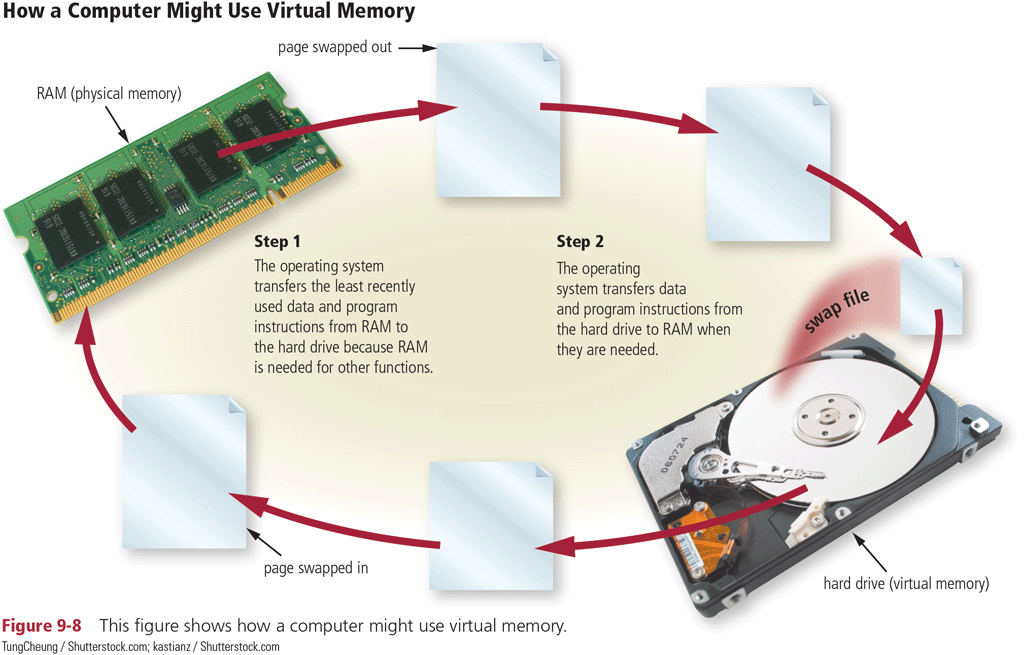 How a Computer Might Use Virtual Memory
page swapped out
RAM (physical memory)
Step 1
The operating system
transfers the least recently
used data and program
instructions from RAM to
the hard drive because RAM
is needed for other functions.
Step 2
The operating
system transfers data
and program instructions from
the hard drive to RAM when
they are needed.
swap file
080724
page swapped in
hard drive (virtual memory)
Figure 9-8 This figure shows how a computer might use virtual memory.
TungCheung / Shutterstock.com; kastianz / Shutterstock.com